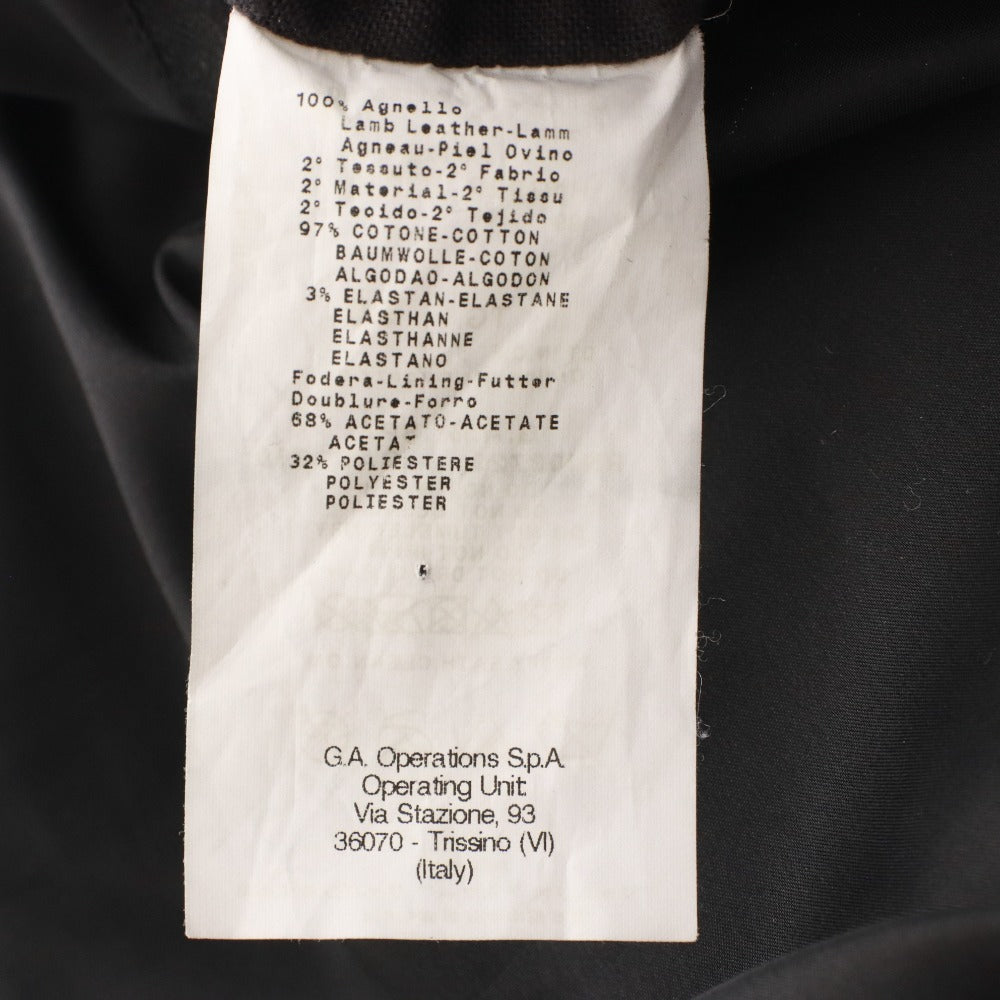 100% Agnello
Lamb Leather-Lamm
Agneau-Piel Ovino
2° Tessuto-2° Fabric
2° Material-2° Tissu
2° Tecido-2° Tejido
97% COTONE-COTTON
BAUMWOLLE-COTON
ALGODAO-ALGODON
3% ELASTAN-ELASTANE
ELASTHAN
ELASTHANNE
ELASTANO
Fodera-Lining-Futter
Doublure-Forro
68% ACETATO-ACETATE
ACETAT
32% POLIESTERE
POLYESTER
POLIESTER
G.A. Operations S.p.A.
Operating Unit:
Via Stazione, 93
36070 - Trissino (VI)
(Italy)